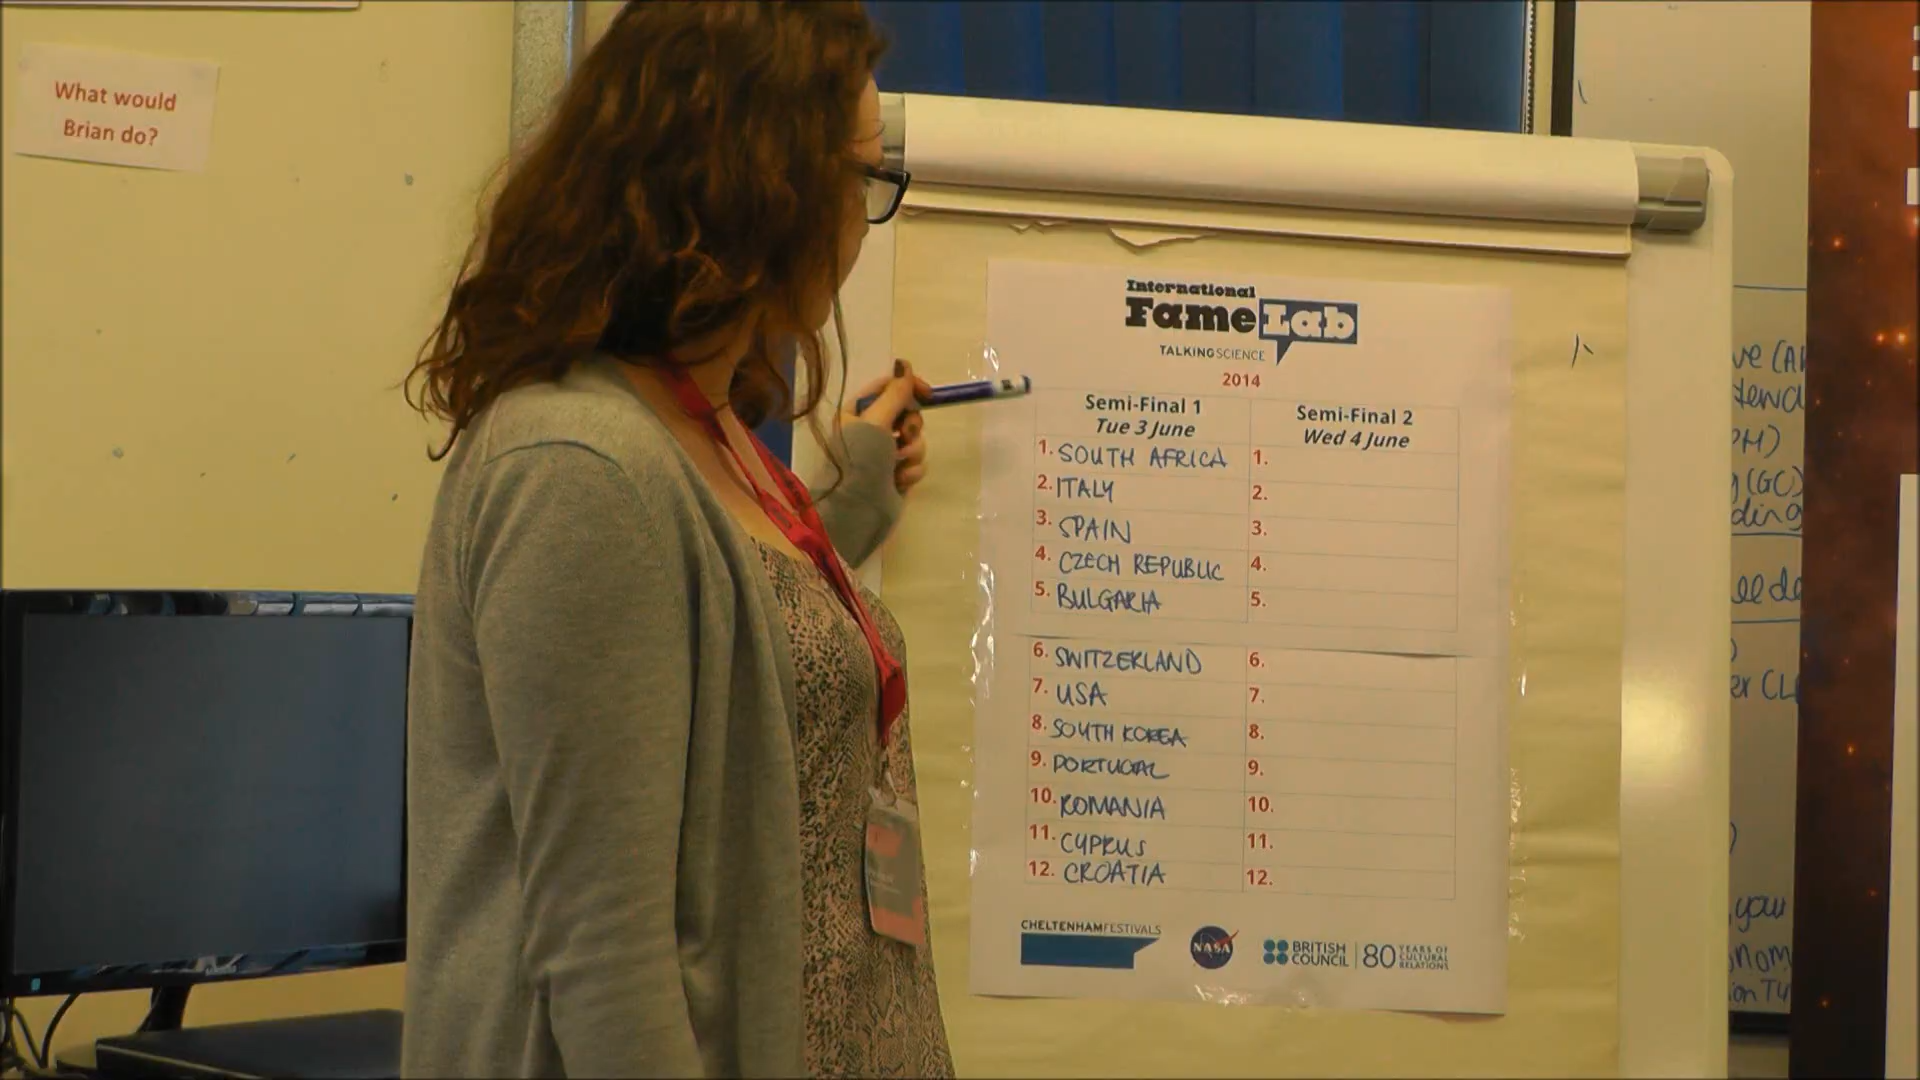 What would
Brian do?
International
FameLab
TALKINGSCIENCE
2014
Semi-Final 1
Tue 3 June
1. SOUTH AFRICA
2. ITALY
3. SPAIN
4. CZECH REPUBLIC
5. BULGARIA
6. SWITZERLAND
7. USA
8. SOUTH KOREA
9. PORTUGAL
10. ROMANIA
11. CYPRUS
12. CROATIA
Semi-Final 2
Wed 4 June
1.
2.
3.
4.
5.
6.
7.
8.
9.
10.
11.
12.
CHELTENHAMFESTIVALS
NASA
BRITISH
COUNCIL
80 YEARS OF
CULTURAL
RELATIONS